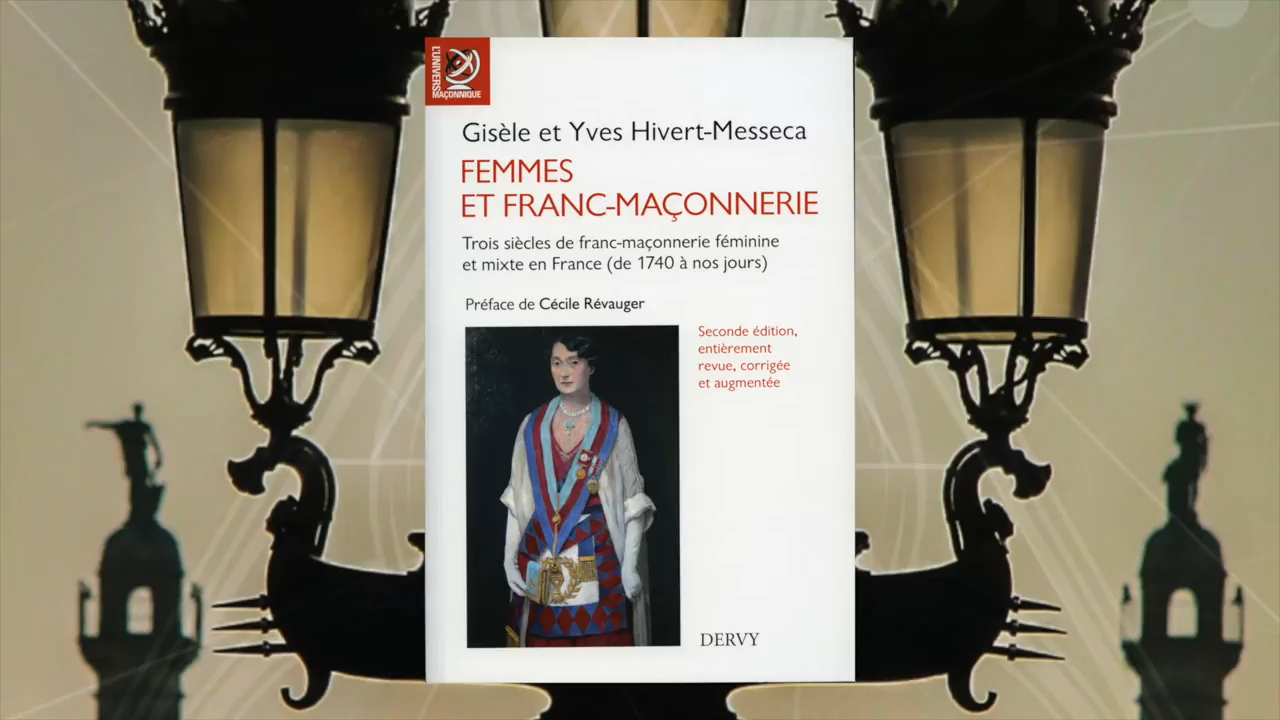 L'UNIVERS
MAÇONNIQUE
Gisèle et Yves Hivert-Messeca
FEMMES
ET FRANC-MAÇONNERIE
Trois siècles de franc-maçonnerie féminine
et mixte en France (de 1740 à nos jours)
Préface de Cécile Révauger
Seconde édition,
entièrement
revue, corrigée
et augmentée
DERVY